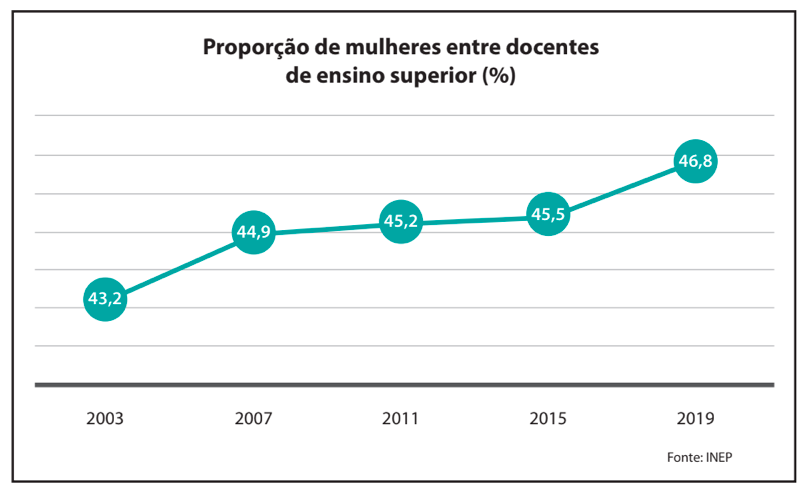 Proporção de mulheres entre docentes
de ensino superior (%)
46,8
45,5
45,2
44,9
43,2
2003 2007 2011 2015 2019
Fonte: INEP